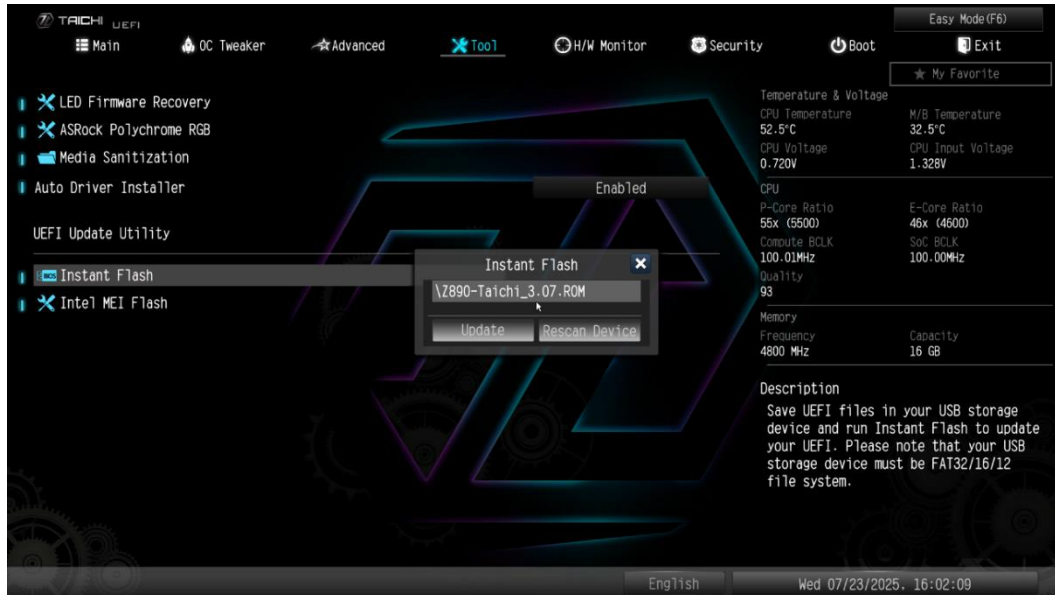 TAICHI UEFI
Easy Mode(F6)
Main OC Tweaker Advanced Tool H/W Monitor Security Boot Exit
My Favorite
LED Firmware Recovery
ASRock Polychrome RGB
Media Sanitization
Auto Driver Installer Enabled
UEFI Update Utility
BIOS Instant Flash
Intel MEI Flash
Instant Flash
\Z890-Taichi_3.07.ROM
Update Rescan Device
Temperature & Voltage
CPU Temperature M/B Temperature
52.5°C 32.5°C
CPU Voltage CPU Input Voltage
0.720V 1.328V
CPU
P-Core Ratio E-Core Ratio
55x (5500) 46x (4600)
Compute BCLK SoC BCLK
100.01MHz 100.00MHz
Quality
93
Memory
Frequency Capacity
4800 MHz 16 GB
Description
Save UEFI files in your USB storage
device and run Instant Flash to update
your UEFI. Please note that your USB
storage device must be FAT32/16/12
file system.
English Wed 07/23/2025. 16:02:09